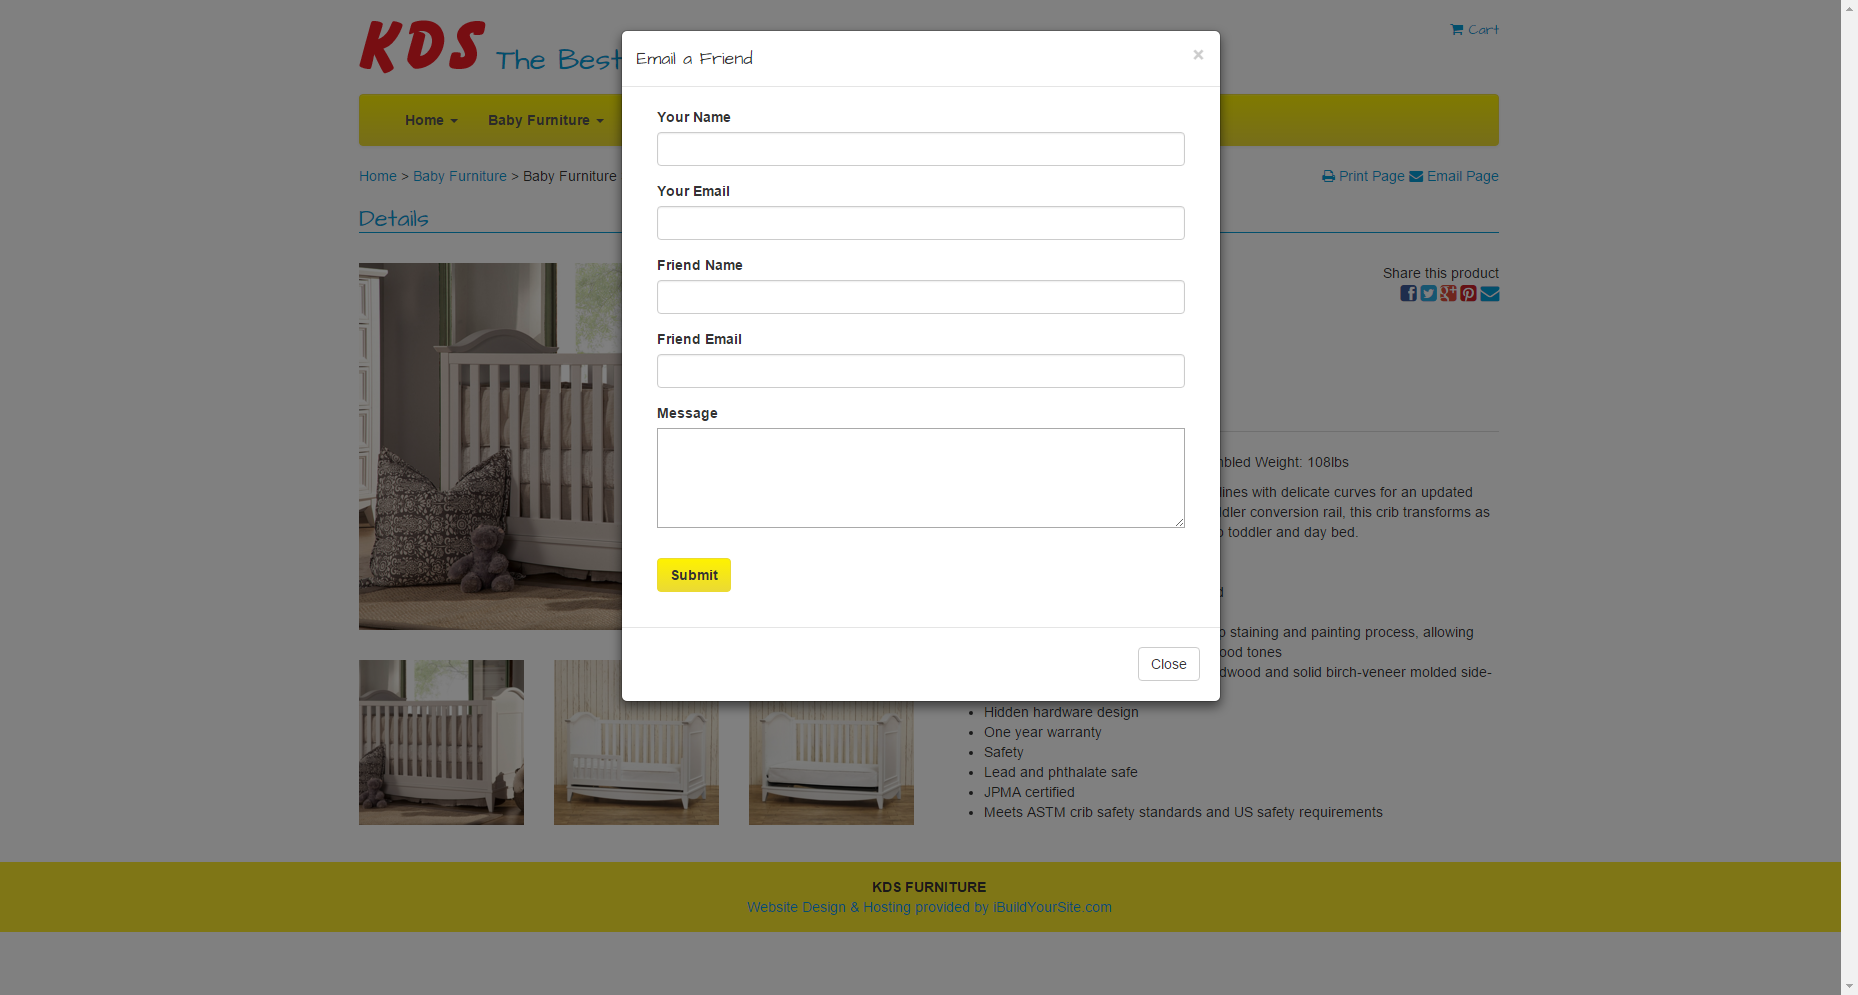 KDS The Best
Cart
Home
Baby Furniture
Home > Baby Furniture > Baby Furniture
Print Page Email Page
Details
Share this product
Email a Friend
×
Your Name
Your Email
Friend Name
Friend Email
Message
Submit
Close
Weight: 108lbs
lines with delicate curves for an updated
conversion rail, this crib transforms as
toddler and day bed.
staining and painting process, allowing
tones
and solid birch-veneer molded side-
• Hidden hardware design
• One year warranty
• Safety
• Lead and phthalate safe
• JPMA certified
• Meets ASTM crib safety standards and US safety requirements
KDS FURNITURE
Website Design & Hosting provided by iBuildYourSite.com